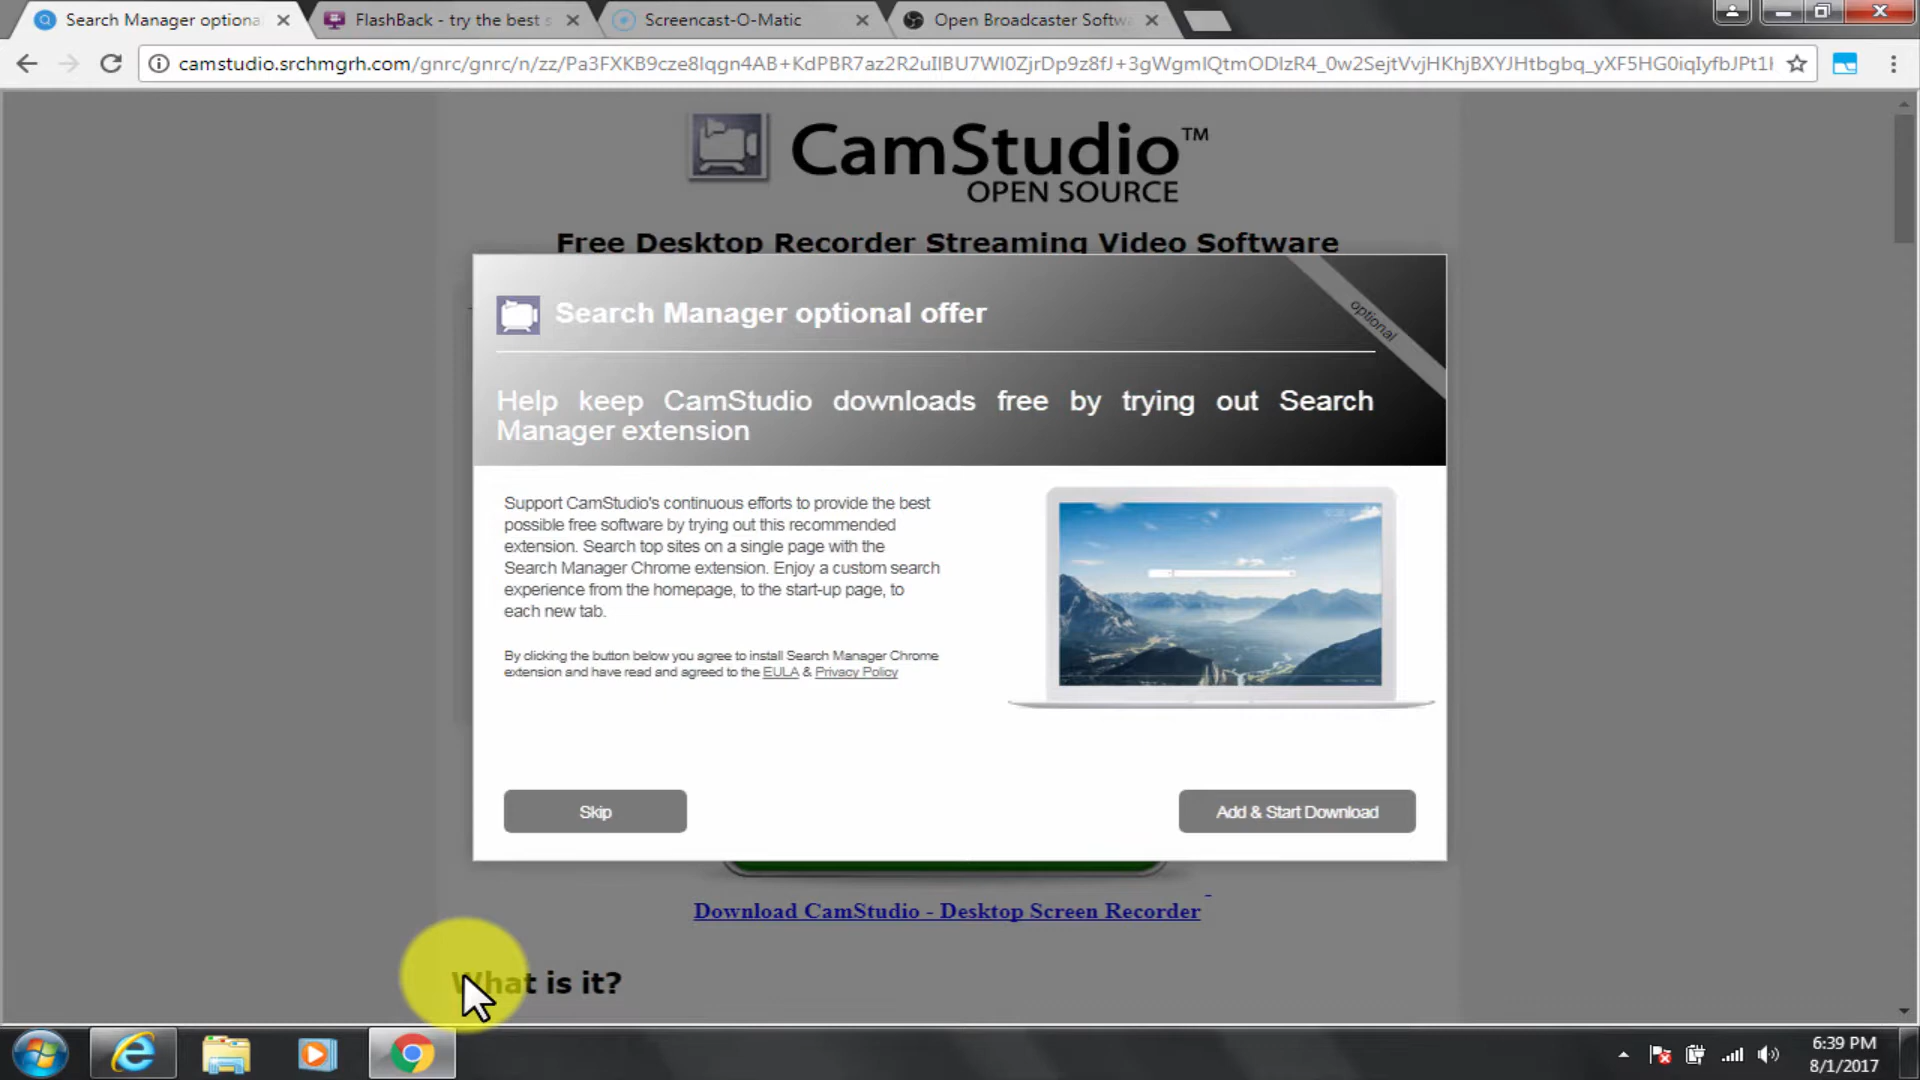 Search Manager optiona
FlashBack - try the best s
Screencast-O-Matic
Open Broadcaster Softwa
camstudio.srchmgrh.com/gnrc/gnrc/n/zz/
CamStudio™
OPEN SOURCE
Free Desktop Recorder Streaming Video Software
Search Manager optional offer
optional
Help keep CamStudio downloads free by trying out Search
Manager extension
Support CamStudio's continuous efforts to provide the best
possible free software by trying out this recommended
extension. Search top sites on a single page with the
Search Manager Chrome extension. Enjoy a custom search
experience from the homepage, to the start-up page, to
each new tab.
By clicking the button below you agree to install Search Manager Chrome
extension and have read and agreed to the EULA & Privacy Policy
Skip
Add & Start Download
Download CamStudio - Desktop Screen Recorder
What is it?
6:39 PM
8/1/2017